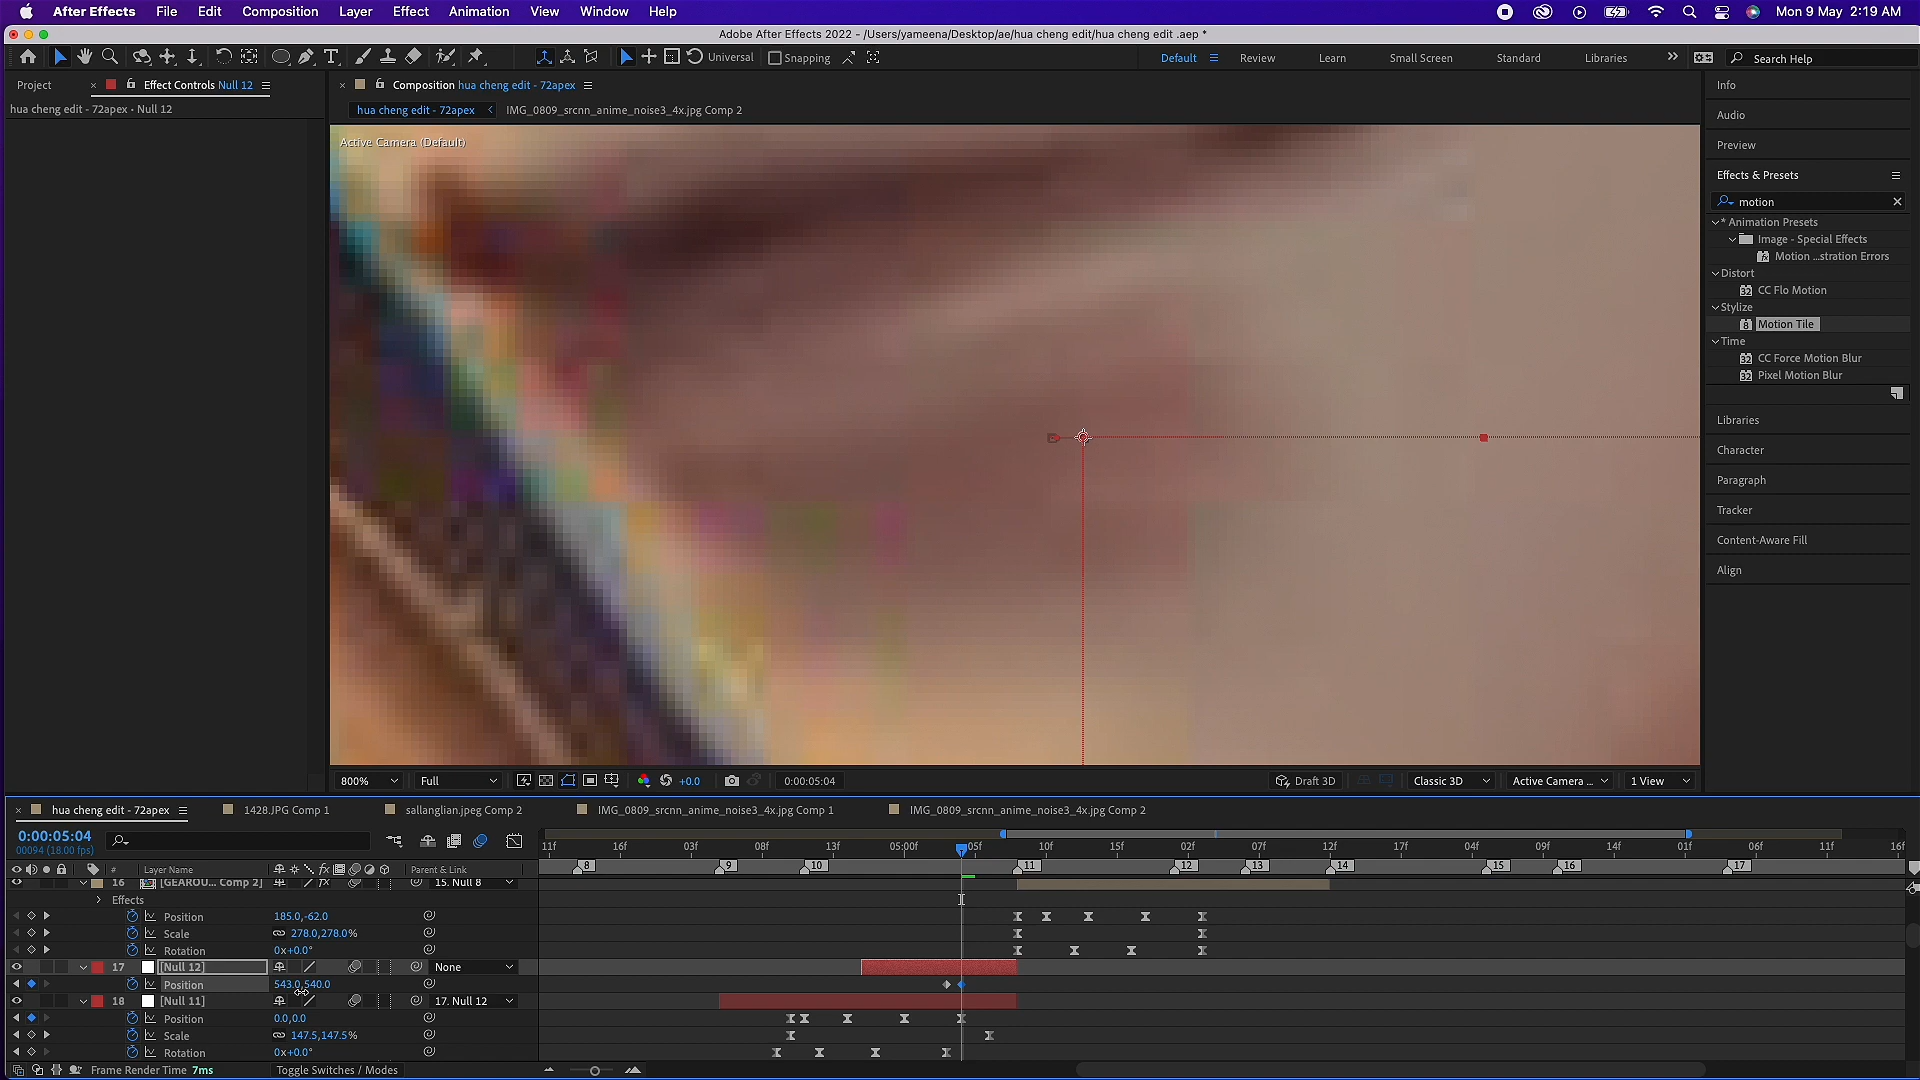 After Effects File Edit Composition Layer Effect Animation View Window Help Mon 9 May 2:19 AM
Adobe After Effects 2022 - /Users/yameena/Desktop/ae/hua cheng edit/hua cheng edit .aep *
Universal Snapping Default Review Learn Small Screen Standard Libraries Search Help
Project Effect Controls Null 12 Composition hua cheng edit - 72apex
hua cheng edit - 72apex • Null 12
hua cheng edit - 72apex IMG_0809_srcnn_anime_noise3_4x.jpg Comp 2
Active Camera (Default)
Info
Audio
Preview
Effects & Presets
motion
* Animation Presets
Image - Special Effects
Motion ...stration Errors
Distort
CC Flo Motion
Stylize
Motion Tile
Time
CC Force Motion Blur
Pixel Motion Blur
Libraries
Character
Paragraph
Tracker
Content-Aware Fill
Align
800% Full +0.0 0:00:05:04 Draft 3D Classic 3D Active Camera ... 1 View
hua cheng edit - 72apex 1428.JPG Comp 1 sallanglian.jpeg Comp 2 IMG_0809_srcnn_anime_noise3_4x.jpg Comp 1 IMG_0809_srcnn_anime_noise3_4x.jpg Comp 2
0:00:05:04
00094 (18.00 fps)
11f 16f 03f 08f 13f 05:00f 05f 10f 15f 02f 07f 12f 17f 04f 09f 14f 01f 06f 11f 16f
8 9 10 11 12 13 14 15 16 17
# Layer Name Parent & Link
16 [GEAROU... Comp 2] 15. Null 8
Effects
Position 185.0,-62.0
Scale 278.0,278.0%
Rotation 0x+0.0°
17 [Null 12] None
Position 543.0,540.0
18 [Null 11] 17. Null 12
Position 0.0,0.0
Scale 147.5,147.5%
Rotation 0x+0.0°
Frame Render Time 7ms Toggle Switches / Modes